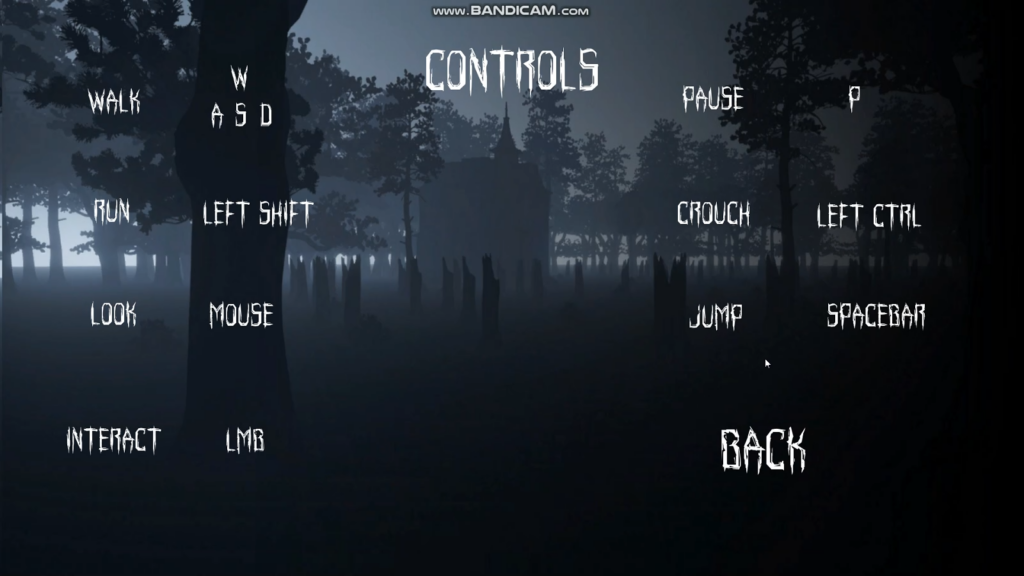 WWW.BANDICAM.COM
CONTROLS
WALK
W
A S D
RUN LEFT SHIFT
LOOK MOUSE
INTERACT LMB
PAUSE P
CROUCH LEFT CTRL
JUMP SPACEBAR
BACK